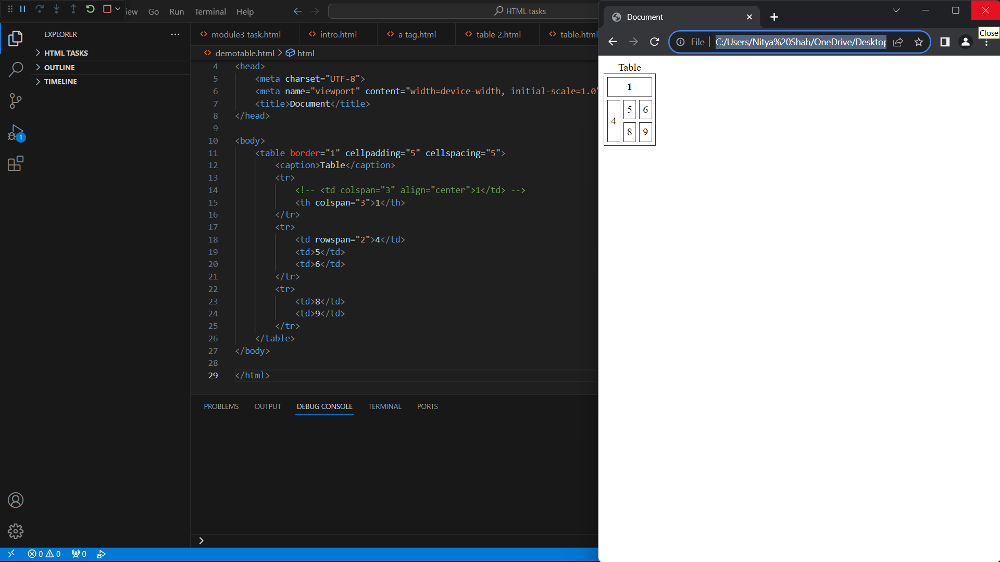 iew Go Run Terminal Help HTML tasks
EXPLORER
HTML TASKS
OUTLINE
TIMELINE
module3 task.html intro.html a tag.html table 2.html table.html
demotable.html > html
4 <head>
5 <meta charset="UTF-8">
6 <meta name="viewport" content="width=device-width, initial-scale=1.0"
7 <title>Document</title>
8 </head>
9
10 <body>
11 <table border="1" cellpadding="5" cellspacing="5">
12 <caption>Table</caption>
13 <tr>
14 <!-- <td colspan="3" align="center">1</td> -->
15 <th colspan="3">1</th>
16 </tr>
17 <tr>
18 <td rowspan="2">4</td>
19 <td>5</td>
20 <td>6</td>
21 </tr>
22 <tr>
23 <td>8</td>
24 <td>9</td>
25 </tr>
26 </table>
27 </body>
28
29 </html>
PROBLEMS OUTPUT DEBUG CONSOLE TERMINAL PORTS
1
0 0 0
Document
Close
File C:/Users/Nitya%20Shah/OneDrive/Desktop
Table
1
4 5 6
8 9